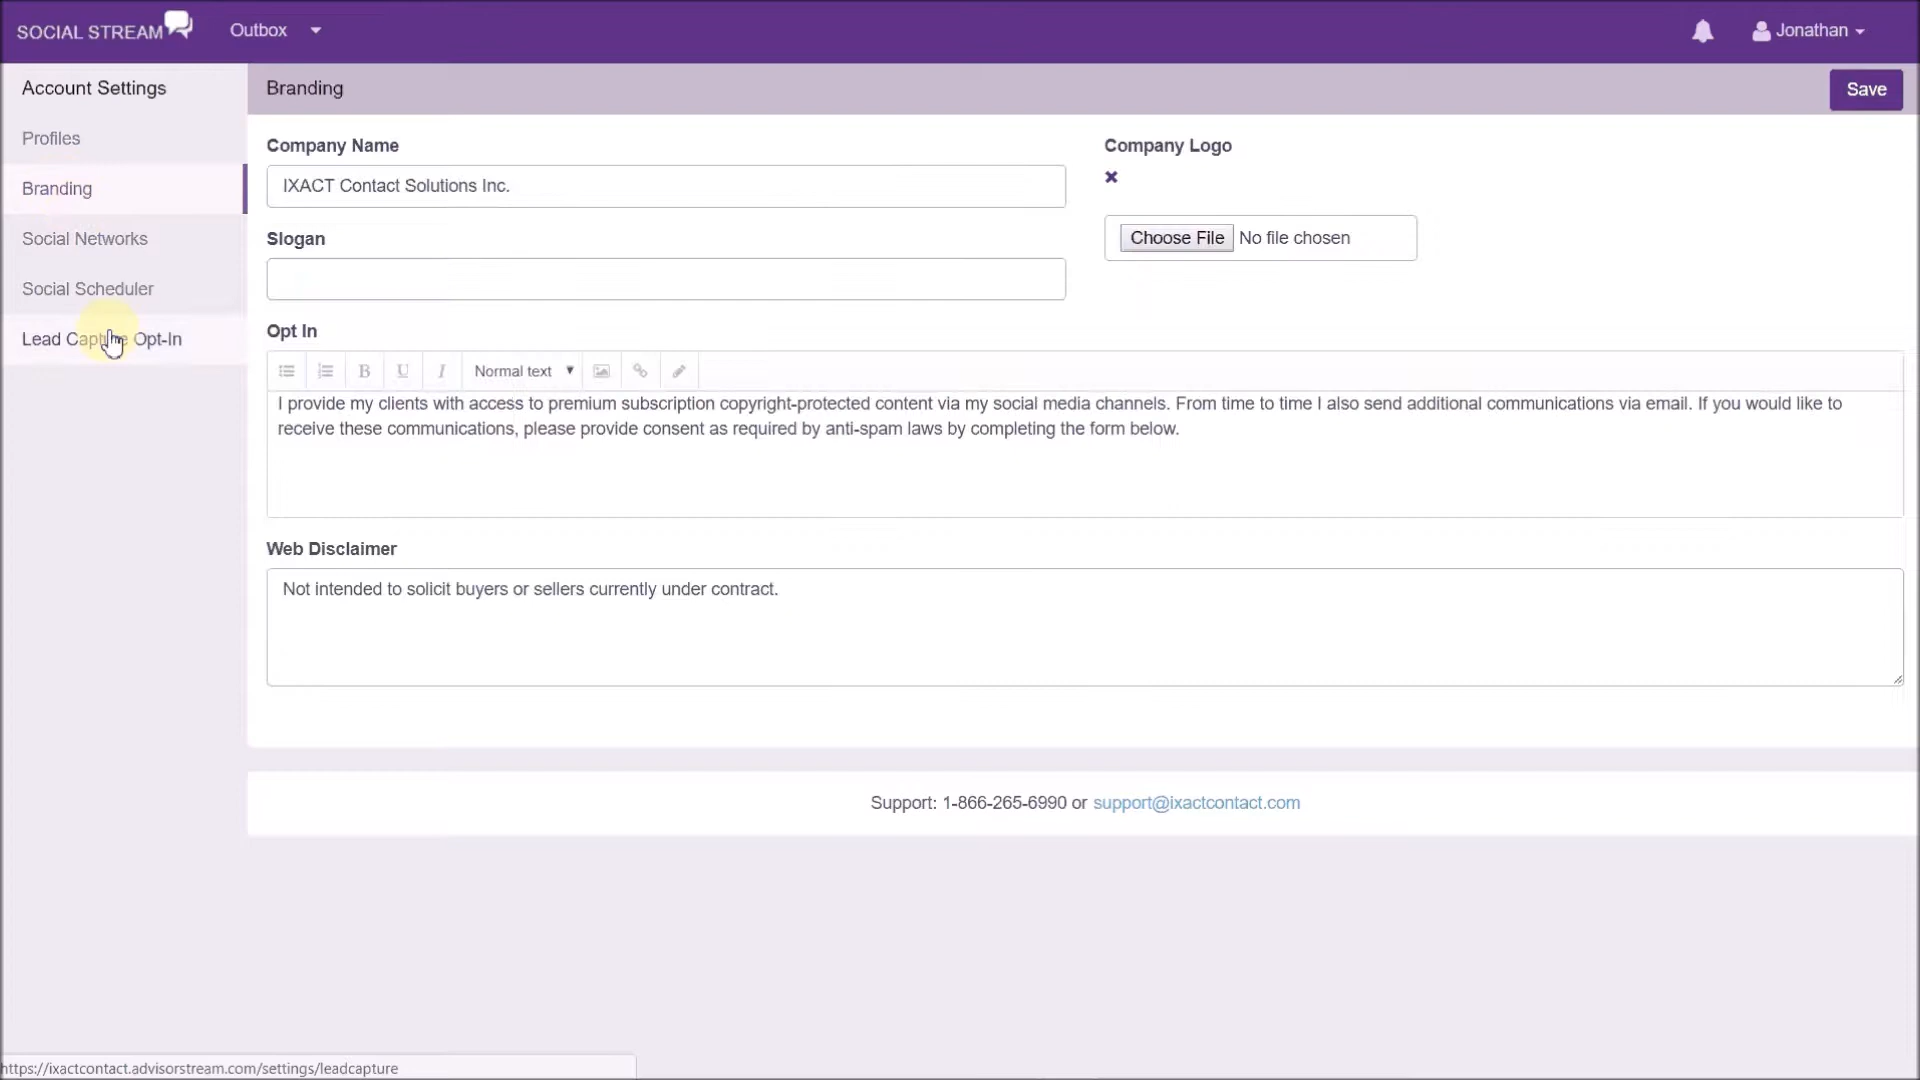 SOCIAL STREAM
Outbox
Jonathan
Account Settings
Profiles
Branding
Social Networks
Social Scheduler
Lead Capture Opt-In
Branding
Save
Company Name
IXACT Contact Solutions Inc.
Company Logo
Choose File No file chosen
Slogan
Opt In
B U I Normal text
I provide my clients with access to premium subscription copyright-protected content via my social media channels. From time to time I also send additional communications via email. If you would like to
receive these communications, please provide consent as required by anti-spam laws by completing the form below.
Web Disclaimer
Not intended to solicit buyers or sellers currently under contract.
Support: 1-866-265-6990 or support@ixactcontact.com
https://ixactcontact.advisorstream.com/settings/leadcapture